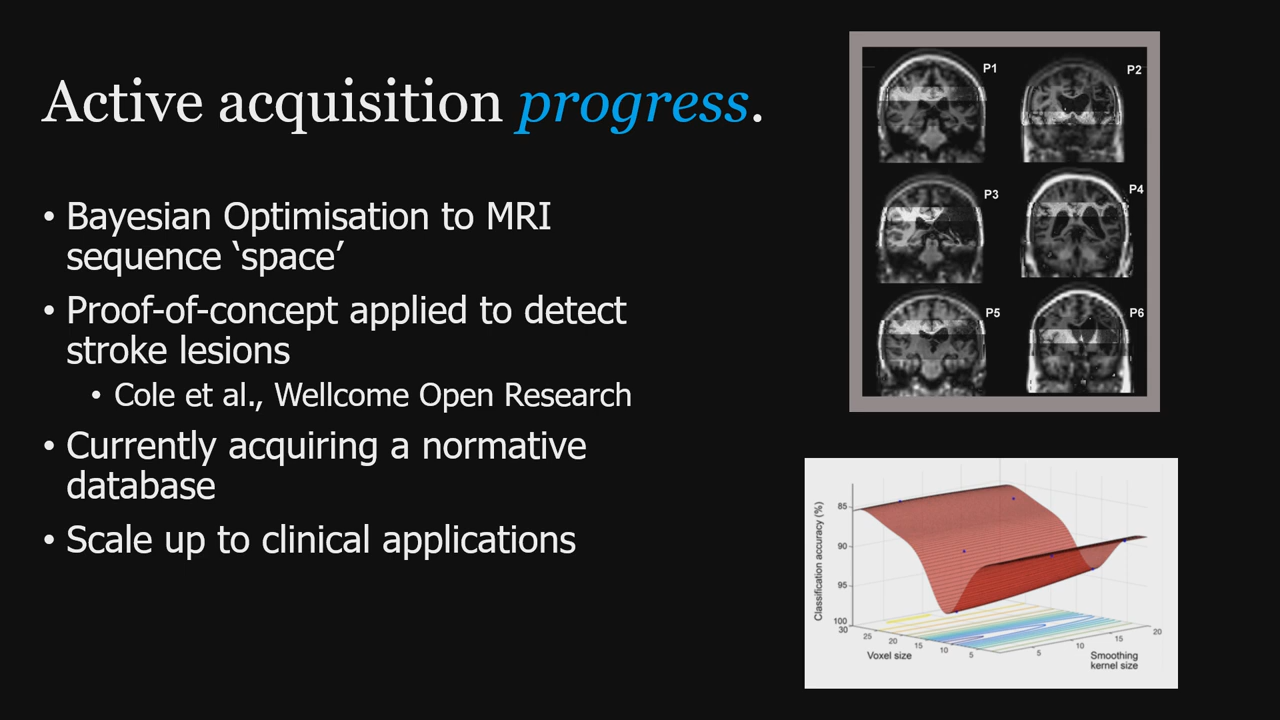 Active acquisition progress.
• Bayesian Optimisation to MRI
sequence ‘space’
• Proof-of-concept applied to detect
stroke lesions
• Cole et al., Wellcome Open Research
• Currently acquiring a normative
database
• Scale up to clinical applications
P1
P2
P3
P4
P5
P6
Classification accuracy (%)
85
90
95
100
30
25
20
15
10
5
Voxel size
5
10
15
20
Smoothing
kernel size